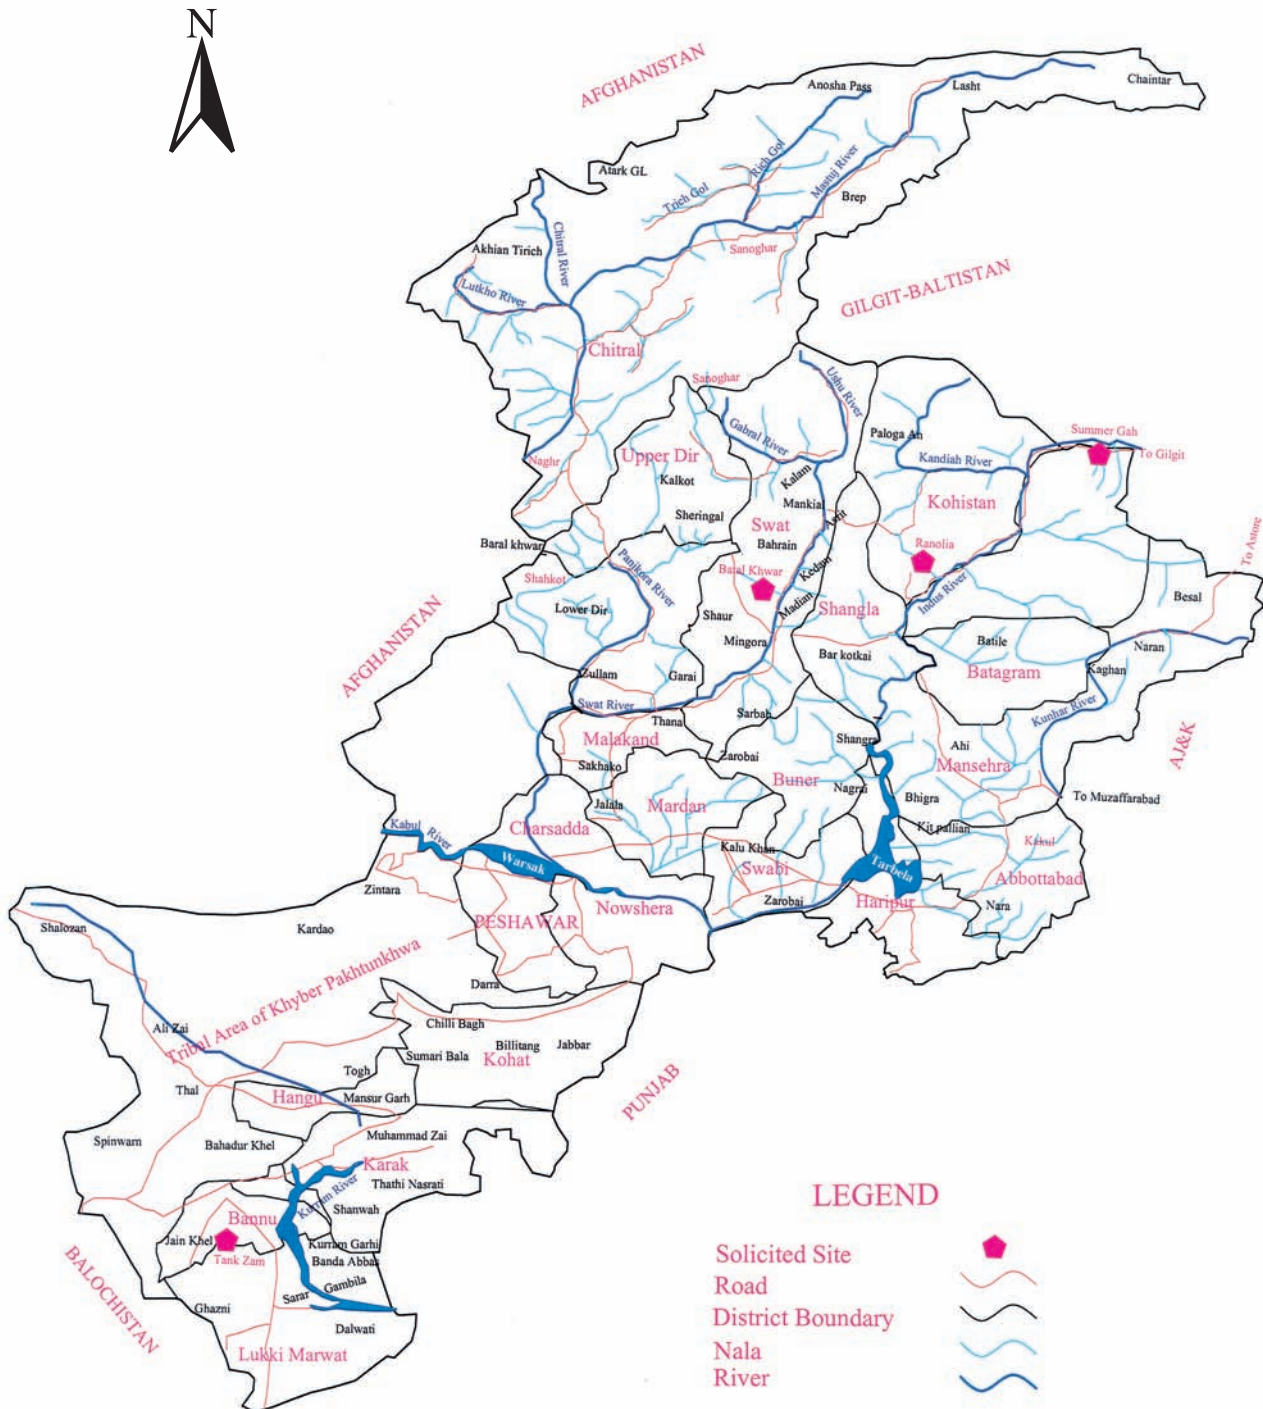 N
AFGHANISTAN
Anosha Pass
Lasht
Chaintar
Atark GL
Rich Gol
Trich Gol
Mastuj River
Brep
Akhian Tirich
Chitral River
Sanoghar
Lutkho River
GILGIT-BALTISTAN
Chitral
Sanoghar
Ushu River
Gabral River
Paloga An
Summer Gah
To Gilgit
Naghr
Upper Dir
Kandiah River
Kalam
Kalkot
Mankial
Kohistan
Sheringal
Swat
Asrit
Baral khwar
Bahrain
Ranolia
To Astore
Panjkora River
Shahkot
Batal Khwar
Kedam
Indus River
Lower Dir
Madian
Shangla
Besal
Shaur
Mingora
Batile
Naran
AFGHANISTAN
Bar kotkai
Batagram
Kaghan
Zullam
Garai
Swat River
Thana
Sarbab
Kunhar River
Malakand
Shangra
Ahi
AJ&K
Sakhako
Zarobai
Mansehra
Buner
Nagrai
Jalala
Mardan
Bhigra
To Muzaffarabad
Kabul River
Charsadda
Kit pallian
Kakul
Warsak
Kalu Khan
Swabi
Tarbela
Abbottabad
Zintara
Zarobai
Haripur
Nara
Nowshera
PESHAWAR
Shalozan
Kardao
Darra
Tribal Area of Khyber Pakhtunkhwa
Ali Zai
Chilli Bagh
Billitang
Jabbar
Sumari Bala
Kohat
Togh
Thal
Hangu
Mansur Garh
PUNJAB
Spinwam
Bahadur Khel
Muhammad Zai
Karak
Kurram River
Thathi Nasrati
Shanwah
Bannu
Jain Khel
Kurram Garhi
Tank Zam
Banda Abbas
BALOCHISTAN
Ghazni
Sarar
Gambila
Dalwati
Lukki Marwat
LEGEND
Solicited Site
Road
District Boundary
Nala
River